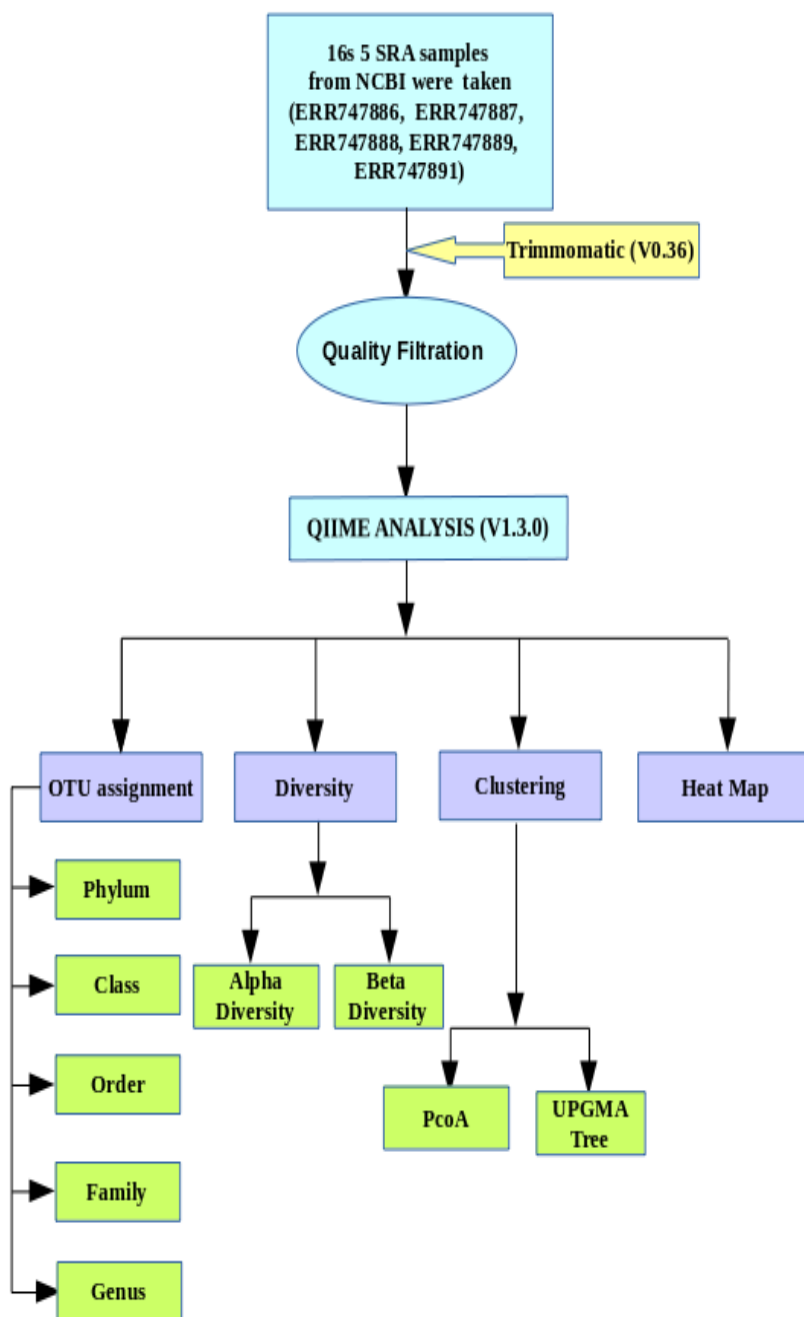 16s 5 SRA samples
from NCBI were taken
(ERR747886, ERR747887,
ERR747888, ERR747889,
ERR747891)
Trimmomatic (V0.36)
Quality Filtration
QIIME ANALYSIS (V1.3.0)
OTU assignment
Diversity
Clustering
Heat Map
Phylum
Class
Order
Family
Genus
Alpha
Diversity
Beta
Diversity
PcoA
UPGMA
Tree